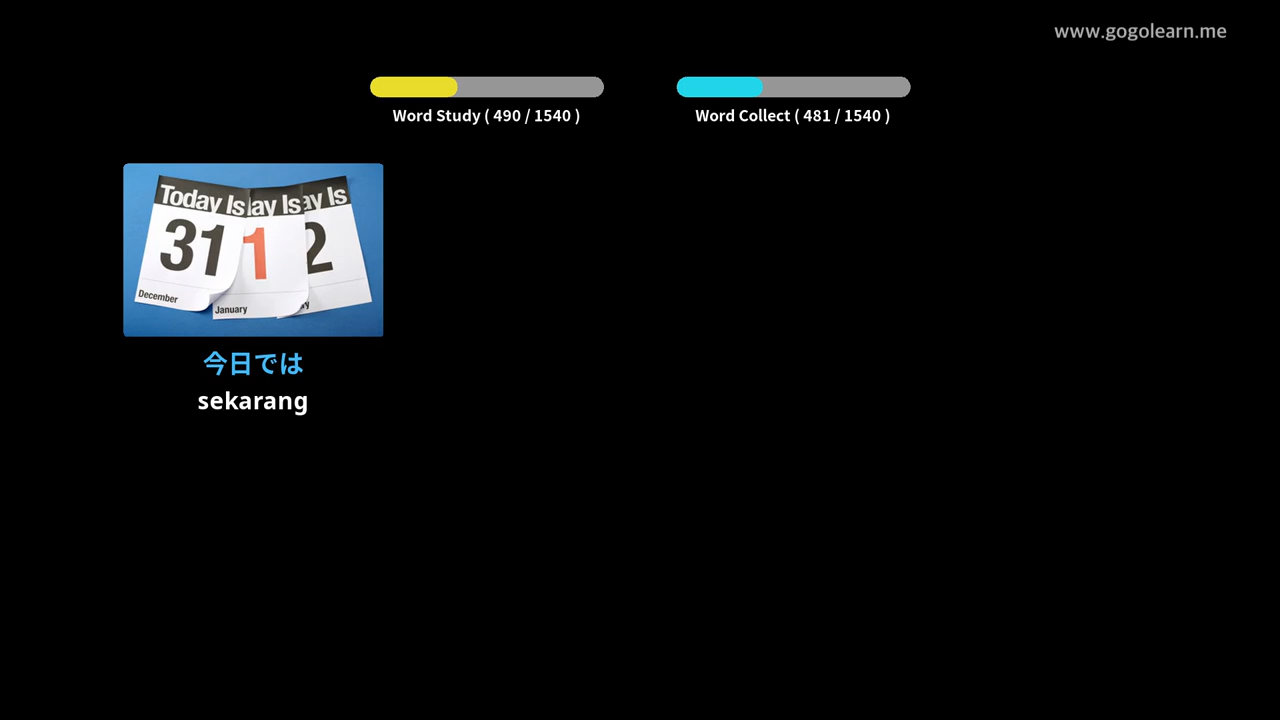 www.gogolearn.me
Word Study ( 490 / 1540 )
Word Collect ( 481 / 1540 )
Today Is
ay Is
ay Is
31
1
2
December
January
今日では
sekarang